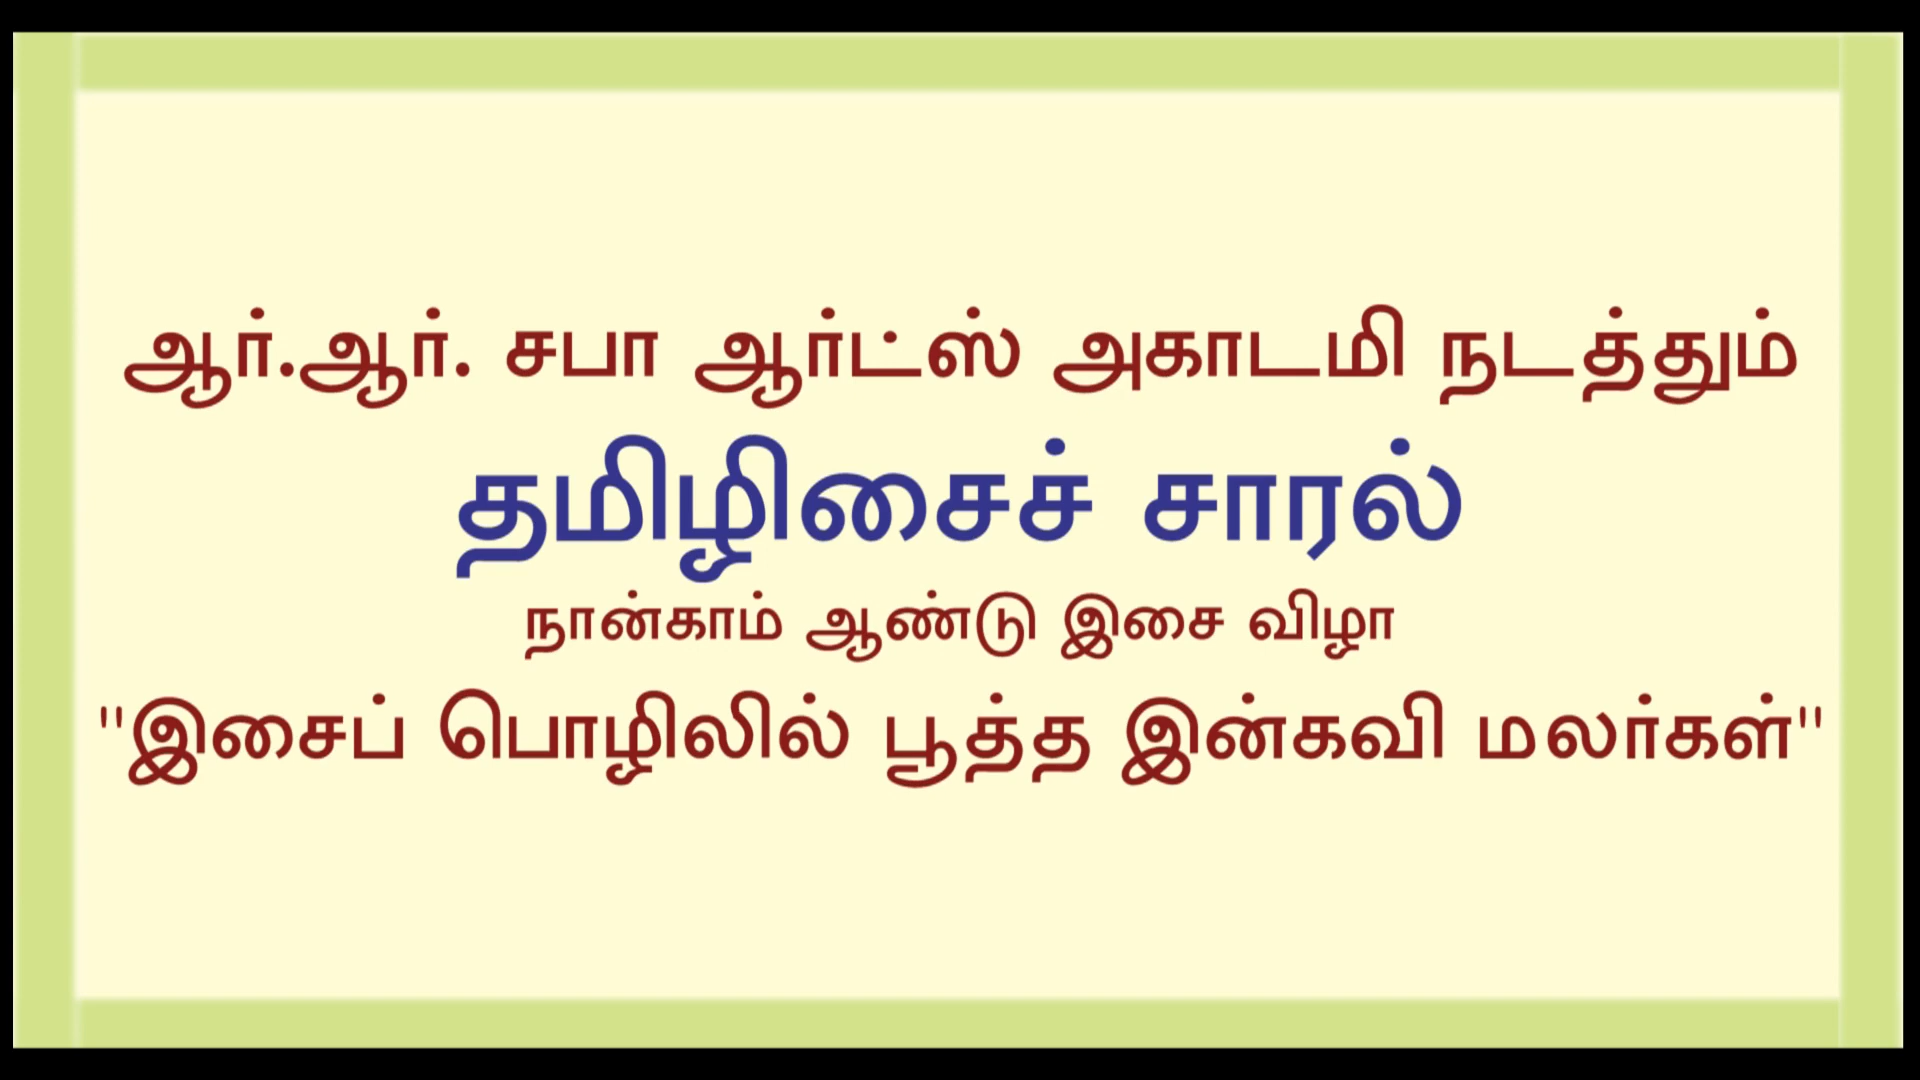 ஆர்.ஆர். சபா ஆர்ட்ஸ் அகாடமி நடத்தும்
தமிழிசைச் சாரல்
நான்காம் ஆண்டு இசை விழா
"இசைப் பொழிலில் பூத்த இன்கவி மலர்கள்"